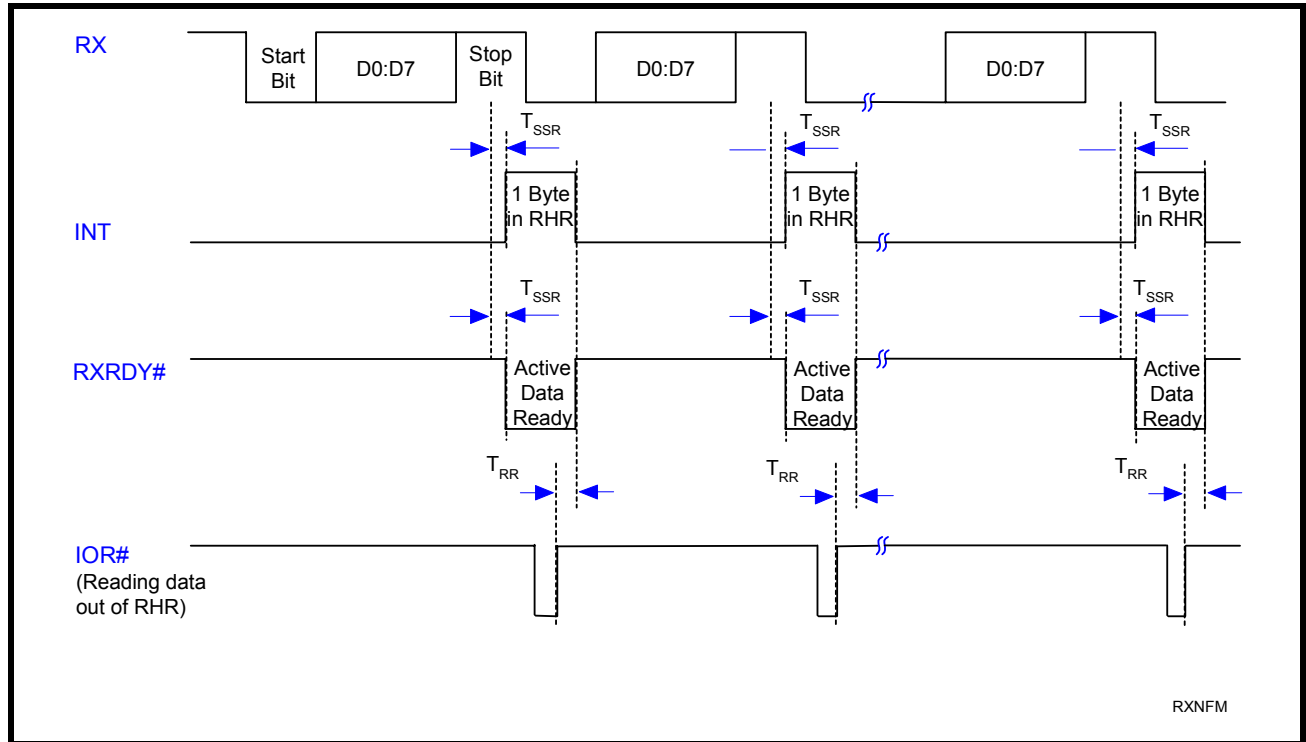 RX
Start
Bit
D0:D7
Stop
Bit
D0:D7
D0:D7
TSSR
TSSR
TSSR
INT
1 Byte
in RHR
1 Byte
in RHR
1 Byte
in RHR
TSSR
TSSR
TSSR
RXRDY#
Active
Data
Ready
Active
Data
Ready
Active
Data
Ready
TRR
TRR
TRR
IOR#
(Reading data
out of RHR)
RXNFM